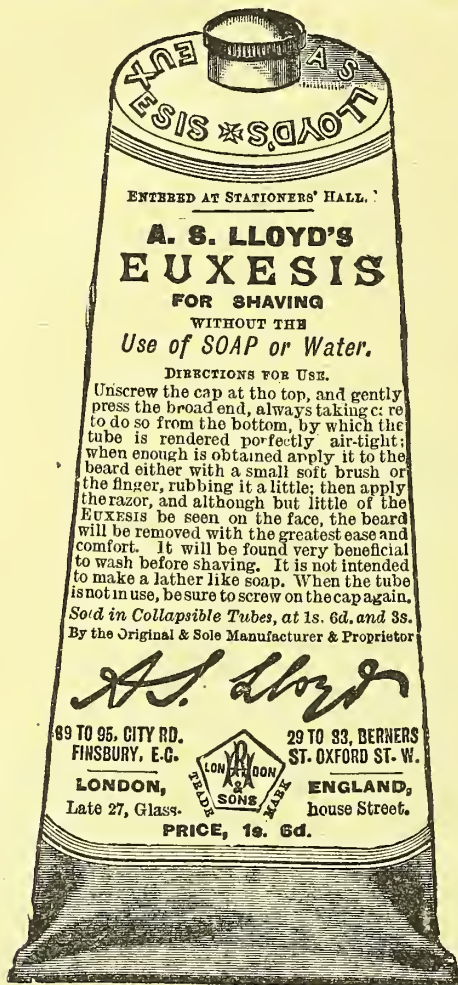 A. S. LLOYD'S EUXESIS
ENTERED AT STATIONERS' HALL.
A. S. LLOYD'S
EUXESIS
FOR SHAVING
WITHOUT THE
Use of SOAP or Water.
DIRECTIONS FOR USE.
Unscrew the cap at the top, and gently
press the broad end, always taking care
to do so from the bottom, by which the
tube is rendered perfectly air-tight;
when enough is obtained apply it to the
beard either with a small soft brush or
the finger, rubbing it a little; then apply
the razor, and although but little of the
EUXESIS be seen on the face, the beard
will be removed with the greatest ease and
comfort. It will be found very beneficial
to wash before shaving. It is not intended
to make a lather like soap. When the tube
is not in use, be sure to screw on the cap again.
Sold in Collapsible Tubes, at 1s. 6d. and 3s.
By the Original & Sole Manufacturer & Proprietor
A.S. Lloyd
89 TO 95, CITY RD.
FINSBURY, E.C.
LONDON,
Late 27, Glass-
LONDON
& SONS
TRADE MARK
29 TO 33, BERNERS
ST. OXFORD ST. W.
ENGLAND,
house Street.
PRICE, 1s. 6d.